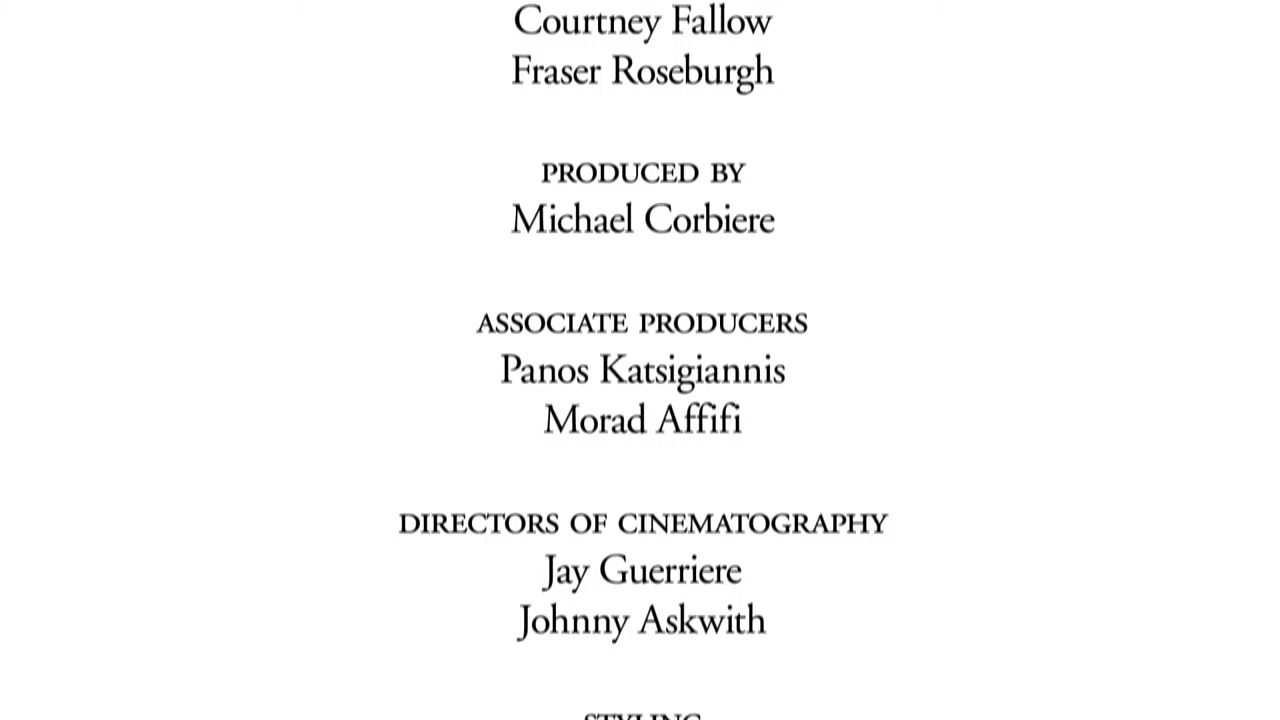 Courtney Fallow
Fraser Roseburgh
PRODUCED BY
Michael Corbiere
ASSOCIATE PRODUCERS
Panos Katsigiannis
Morad Affifi
DIRECTORS OF CINEMATOGRAPHY
Jay Guerriere
Johnny Askwith
STYLING